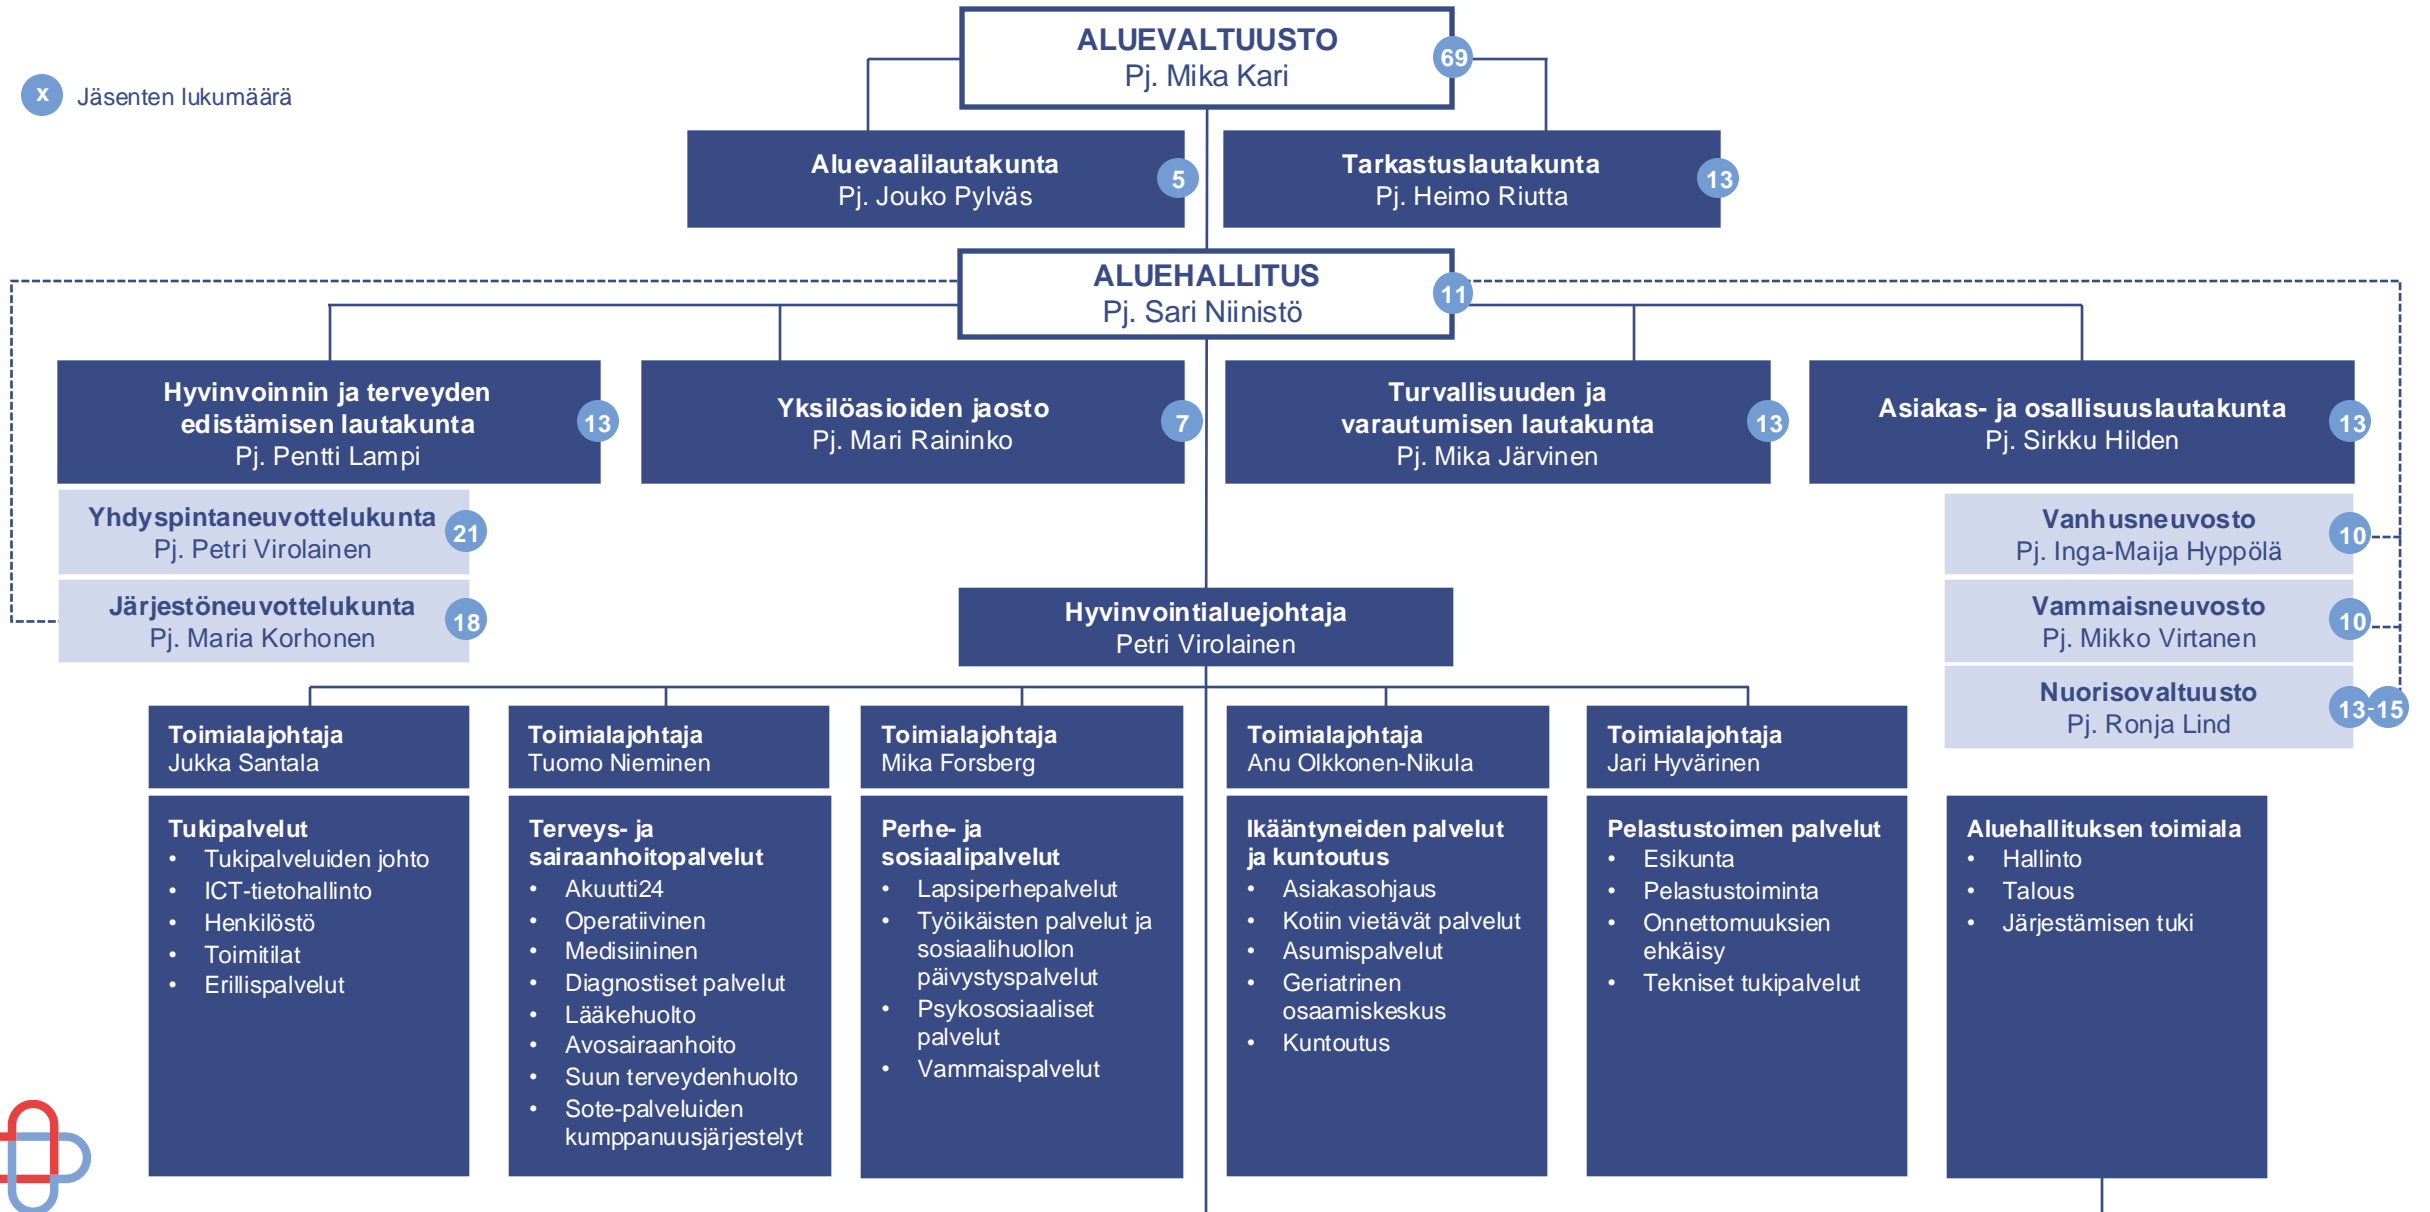 ALUEVALTUUSTO
Pj. Mika Kari
69
x Jäsenten lukumäärä
Aluevaalilautakunta
Pj. Jouko Pylväs
5
Tarkastuslautakunta
Pj. Heimo Riutta
13
ALUEHALLITUS
Pj. Sari Niinistö
11
Hyvinvoinnin ja terveyden
edistämisen lautakunta
Pj. Pentti Lampi
13
Yksilöasioiden jaosto
Pj. Mari Raininko
7
Turvallisuuden ja
varautumisen lautakunta
Pj. Mika Järvinen
13
Asiakas- ja osallisuuslautakunta
Pj. Sirkku Hilden
13
Yhdyspintaneuvottelukunta
Pj. Petri Virolainen
21
Järjestöneuvottelukunta
Pj. Maria Korhonen
18
Vanhusneuvosto
Pj. Inga-Maija Hyppölä
10
Vammaisneuvosto
Pj. Mikko Virtanen
10
Nuorisovaltuusto
Pj. Ronja Lind
13-15
Hyvinvointialuejohtaja
Petri Virolainen
Toimialajohtaja
Jukka Santala
Tukipalvelut
• Tukipalveluiden johto
• ICT-tietohallinto
• Henkilöstö
• Toimitilat
• Erillispalvelut
Toimialajohtaja
Tuomo Nieminen
Terveys- ja
sairaanhoitopalvelut
• Akuutti24
• Operatiivinen
• Medisiininen
• Diagnostiset palvelut
• Lääkehuolto
• Avosairaanhoito
• Suun terveydenhuolto
• Sote-palveluiden
kumppanuusjärjestelyt
Toimialajohtaja
Mika Forsberg
Perhe- ja
sosiaalipalvelut
• Lapsiperhepalvelut
• Työikäisten palvelut ja
sosiaalihuollon
päivystyspalvelut
• Psykososiaaliset
palvelut
• Vammaispalvelut
Toimialajohtaja
Anu Olkkonen-Nikula
Ikääntyneiden palvelut
ja kuntoutus
• Asiakasohjaus
• Kotiin vietävät palvelut
• Asumispalvelut
• Geriatrinen
osaamiskeskus
• Kuntoutus
Toimialajohtaja
Jari Hyvärinen
Pelastustoimen palvelut
• Esikunta
• Pelastustoiminta
• Onnettomuuksien
ehkäisy
• Tekniset tukipalvelut
Aluehallituksen toimiala
• Hallinto
• Talous
• Järjestämisen tuki